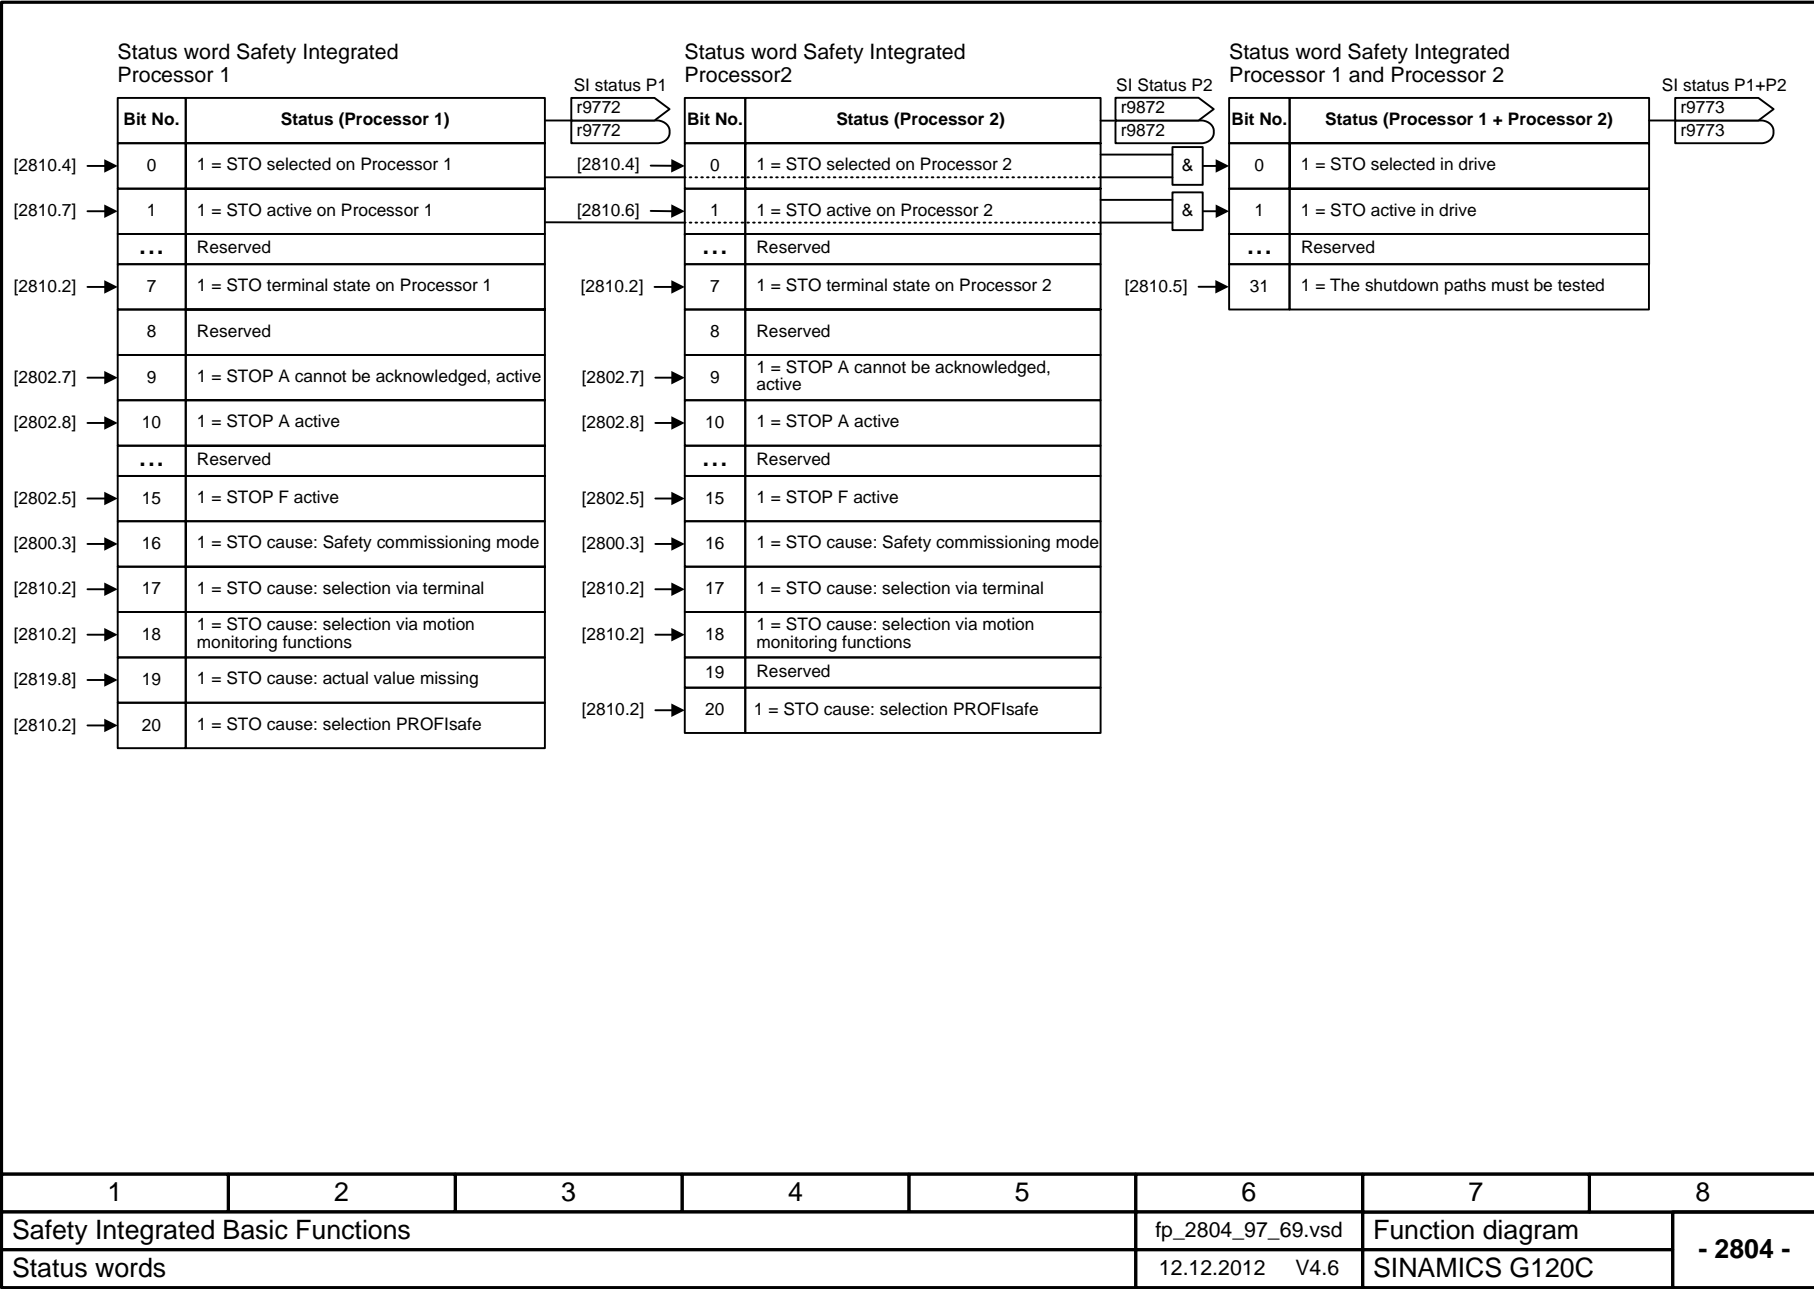 Status word Safety Integrated
Processor 1
SI status P1
r9772
r9772
Bit No. Status (Processor 1)
[2810.4] 0 1 = STO selected on Processor 1
[2810.7] 1 1 = STO active on Processor 1
... Reserved
[2810.2] 7 1 = STO terminal state on Processor 1
8 Reserved
[2802.7] 9 1 = STOP A cannot be acknowledged, active
[2802.8] 10 1 = STOP A active
... Reserved
[2802.5] 15 1 = STOP F active
[2800.3] 16 1 = STO cause: Safety commissioning mode
[2810.2] 17 1 = STO cause: selection via terminal
[2810.2] 18 1 = STO cause: selection via motion
monitoring functions
[2819.8] 19 1 = STO cause: actual value missing
[2810.2] 20 1 = STO cause: selection PROFIsafe
Status word Safety Integrated
Processor2
SI Status P2
r9872
r9872
Bit No. Status (Processor 2)
[2810.4] 0 1 = STO selected on Processor 2
&
[2810.6] 1 1 = STO active on Processor 2
&
... Reserved
[2810.2] 7 1 = STO terminal state on Processor 2
8 Reserved
[2802.7] 9 1 = STOP A cannot be acknowledged,
active
[2802.8] 10 1 = STOP A active
... Reserved
[2802.5] 15 1 = STOP F active
[2800.3] 16 1 = STO cause: Safety commissioning mode
[2810.2] 17 1 = STO cause: selection via terminal
[2810.2] 18 1 = STO cause: selection via motion
monitoring functions
19 Reserved
[2810.2] 20 1 = STO cause: selection PROFIsafe
Status word Safety Integrated
Processor 1 and Processor 2
SI status P1+P2
r9773
r9773
Bit No. Status (Processor 1 + Processor 2)
0 1 = STO selected in drive
1 1 = STO active in drive
... Reserved
[2810.5] 31 1 = The shutdown paths must be tested
1 2 3 4 5 6 7 8
Safety Integrated Basic Functions fp_2804_97_69.vsd Function diagram
- 2804 -
Status words 12.12.2012 V4.6 SINAMICS G120C